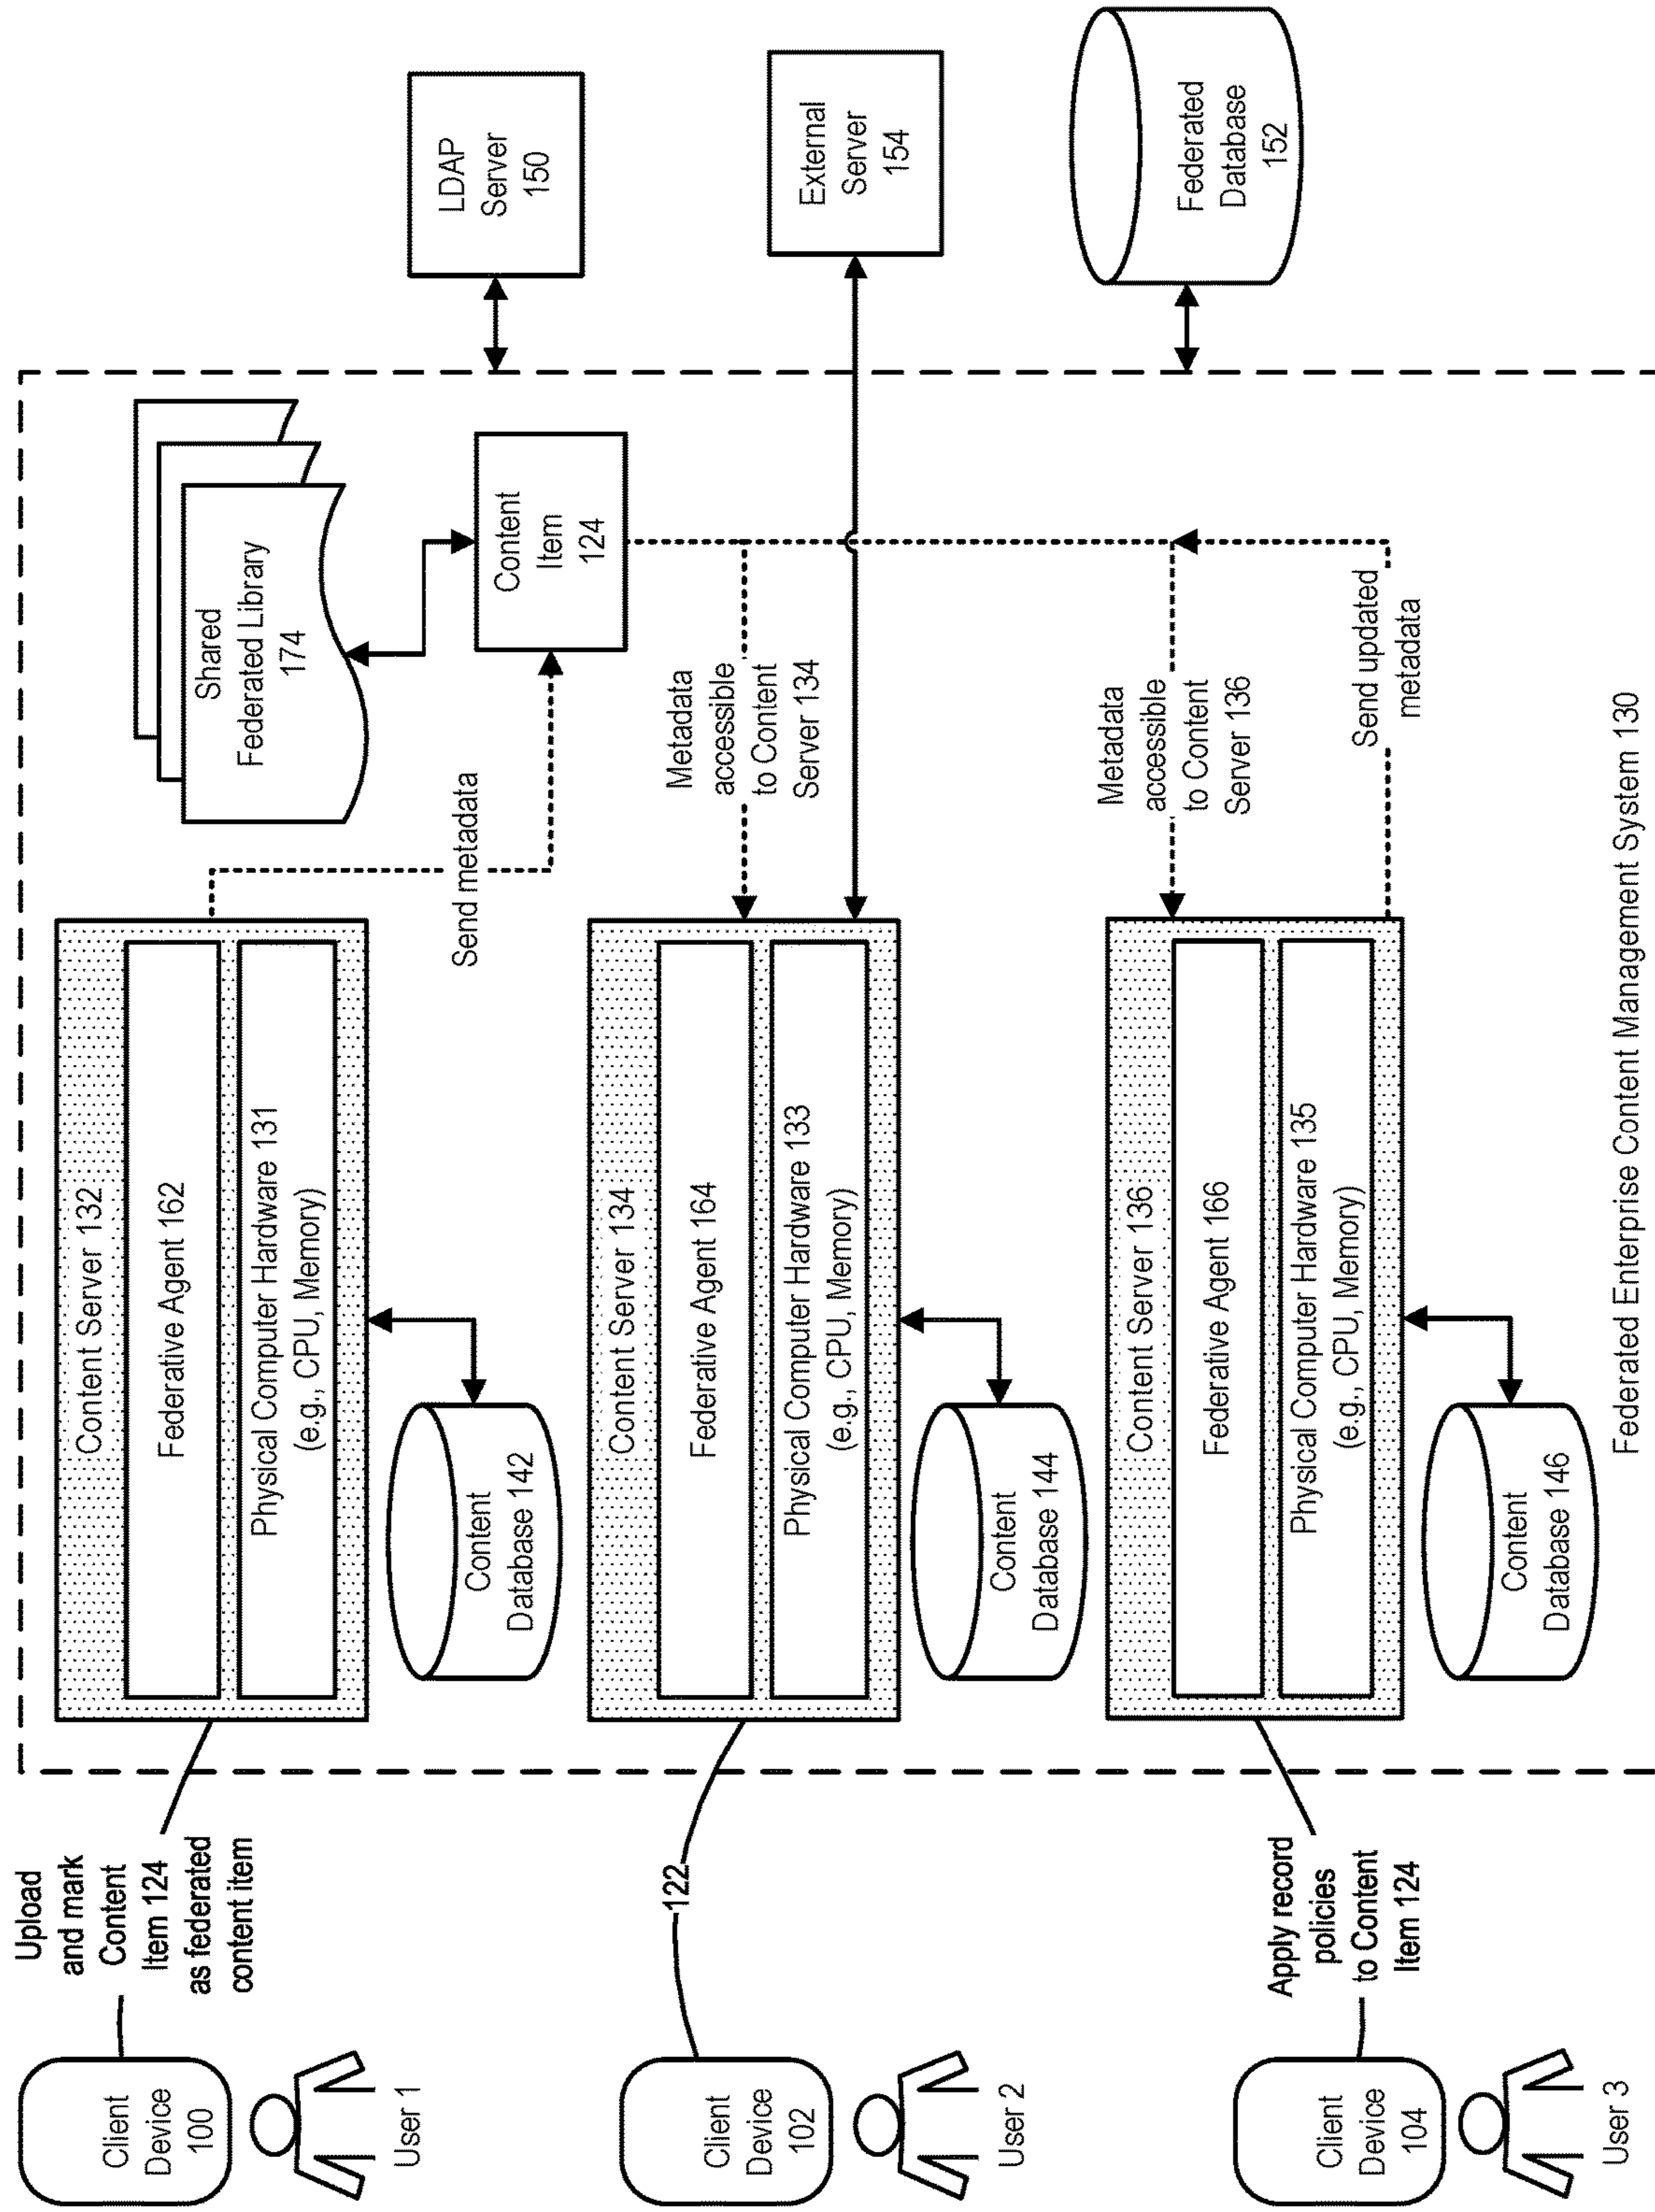 Upload
and mark
Content
Item 124
as federated
content item
Client
Device
100
User 1
Content Server 132
Federative Agent 162
Physical Computer Hardware 131
(e.g., CPU, Memory)
Content
Database 142
Send metadata
Shared
Federated Library
174
Content
Item
124
LDAP
Server
150
122
Client
Device
102
User 2
Content Server 134
Federative Agent 164
Physical Computer Hardware 133
(e.g., CPU, Memory)
Content
Database 144
Metadata
accessible
to Content
Server 134
External
Server
154
Apply record
policies
to Content
Item 124
Client
Device
104
User 3
Content Server 136
Federative Agent 166
Physical Computer Hardware 135
(e.g., CPU, Memory)
Content
Database 146
Metadata
accessible
to Content
Server 136
Send updated
metadata
Federated
Database
152
Federated Enterprise Content Management System 130